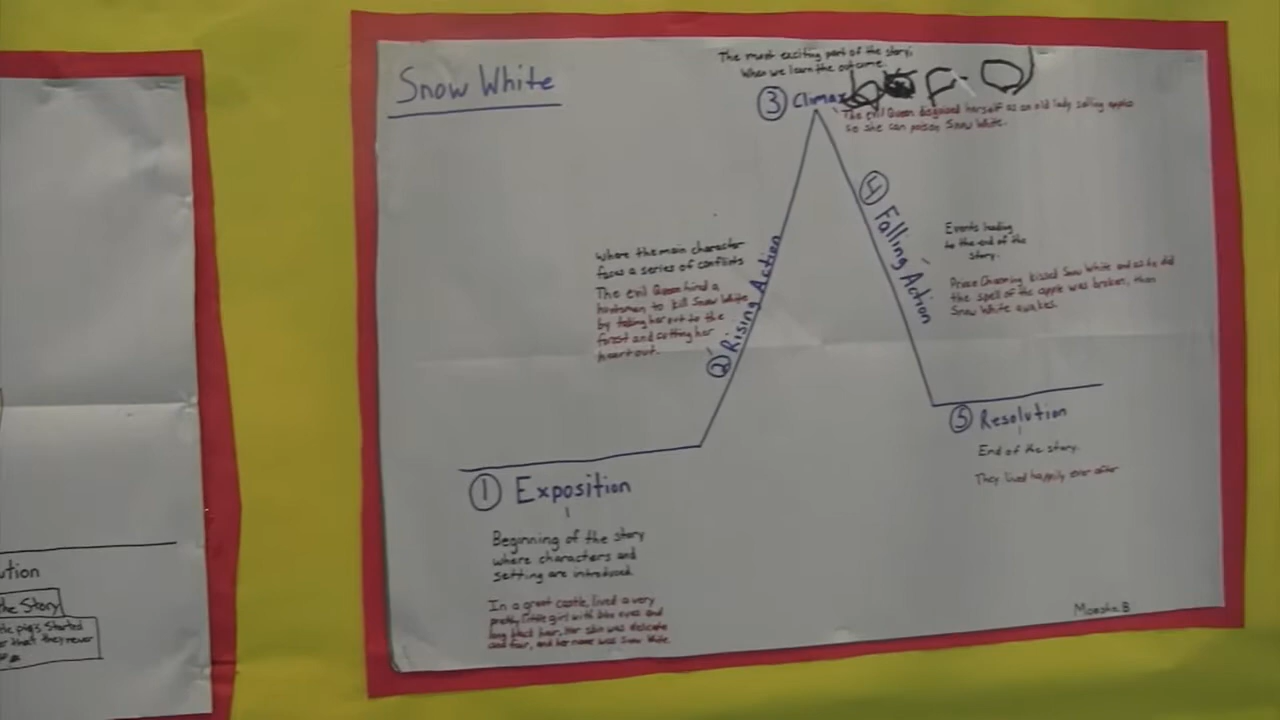 Snow White
The most exciting part of the story;
When we learn the outcome.
③ Climax
The evil Queen disguised herself as an old lady selling apples
so she can poison Snow White.
④ Falling Action
Events leading
to the end of the
story.
Prince Charming kissed Snow White and as he did
the spell of the apple was broken, then
Snow White awakes.
where the main character
faces a series of conflicts
The evil Queen hired a
huntsman to kill Snow White
by taking her out to the
forest and cutting her
heart out.
② Rising Action
⑤ Resolution
End of the story.
They lived happily ever after
① Exposition
Beginning of the story
where characters and
setting are introduced.
In a great castle, lived a very
pretty little girl with blue eyes and
long black hair. Her skin was delicate
and fair, and her name was Snow White.
ution
the Story
pigs started
that they never